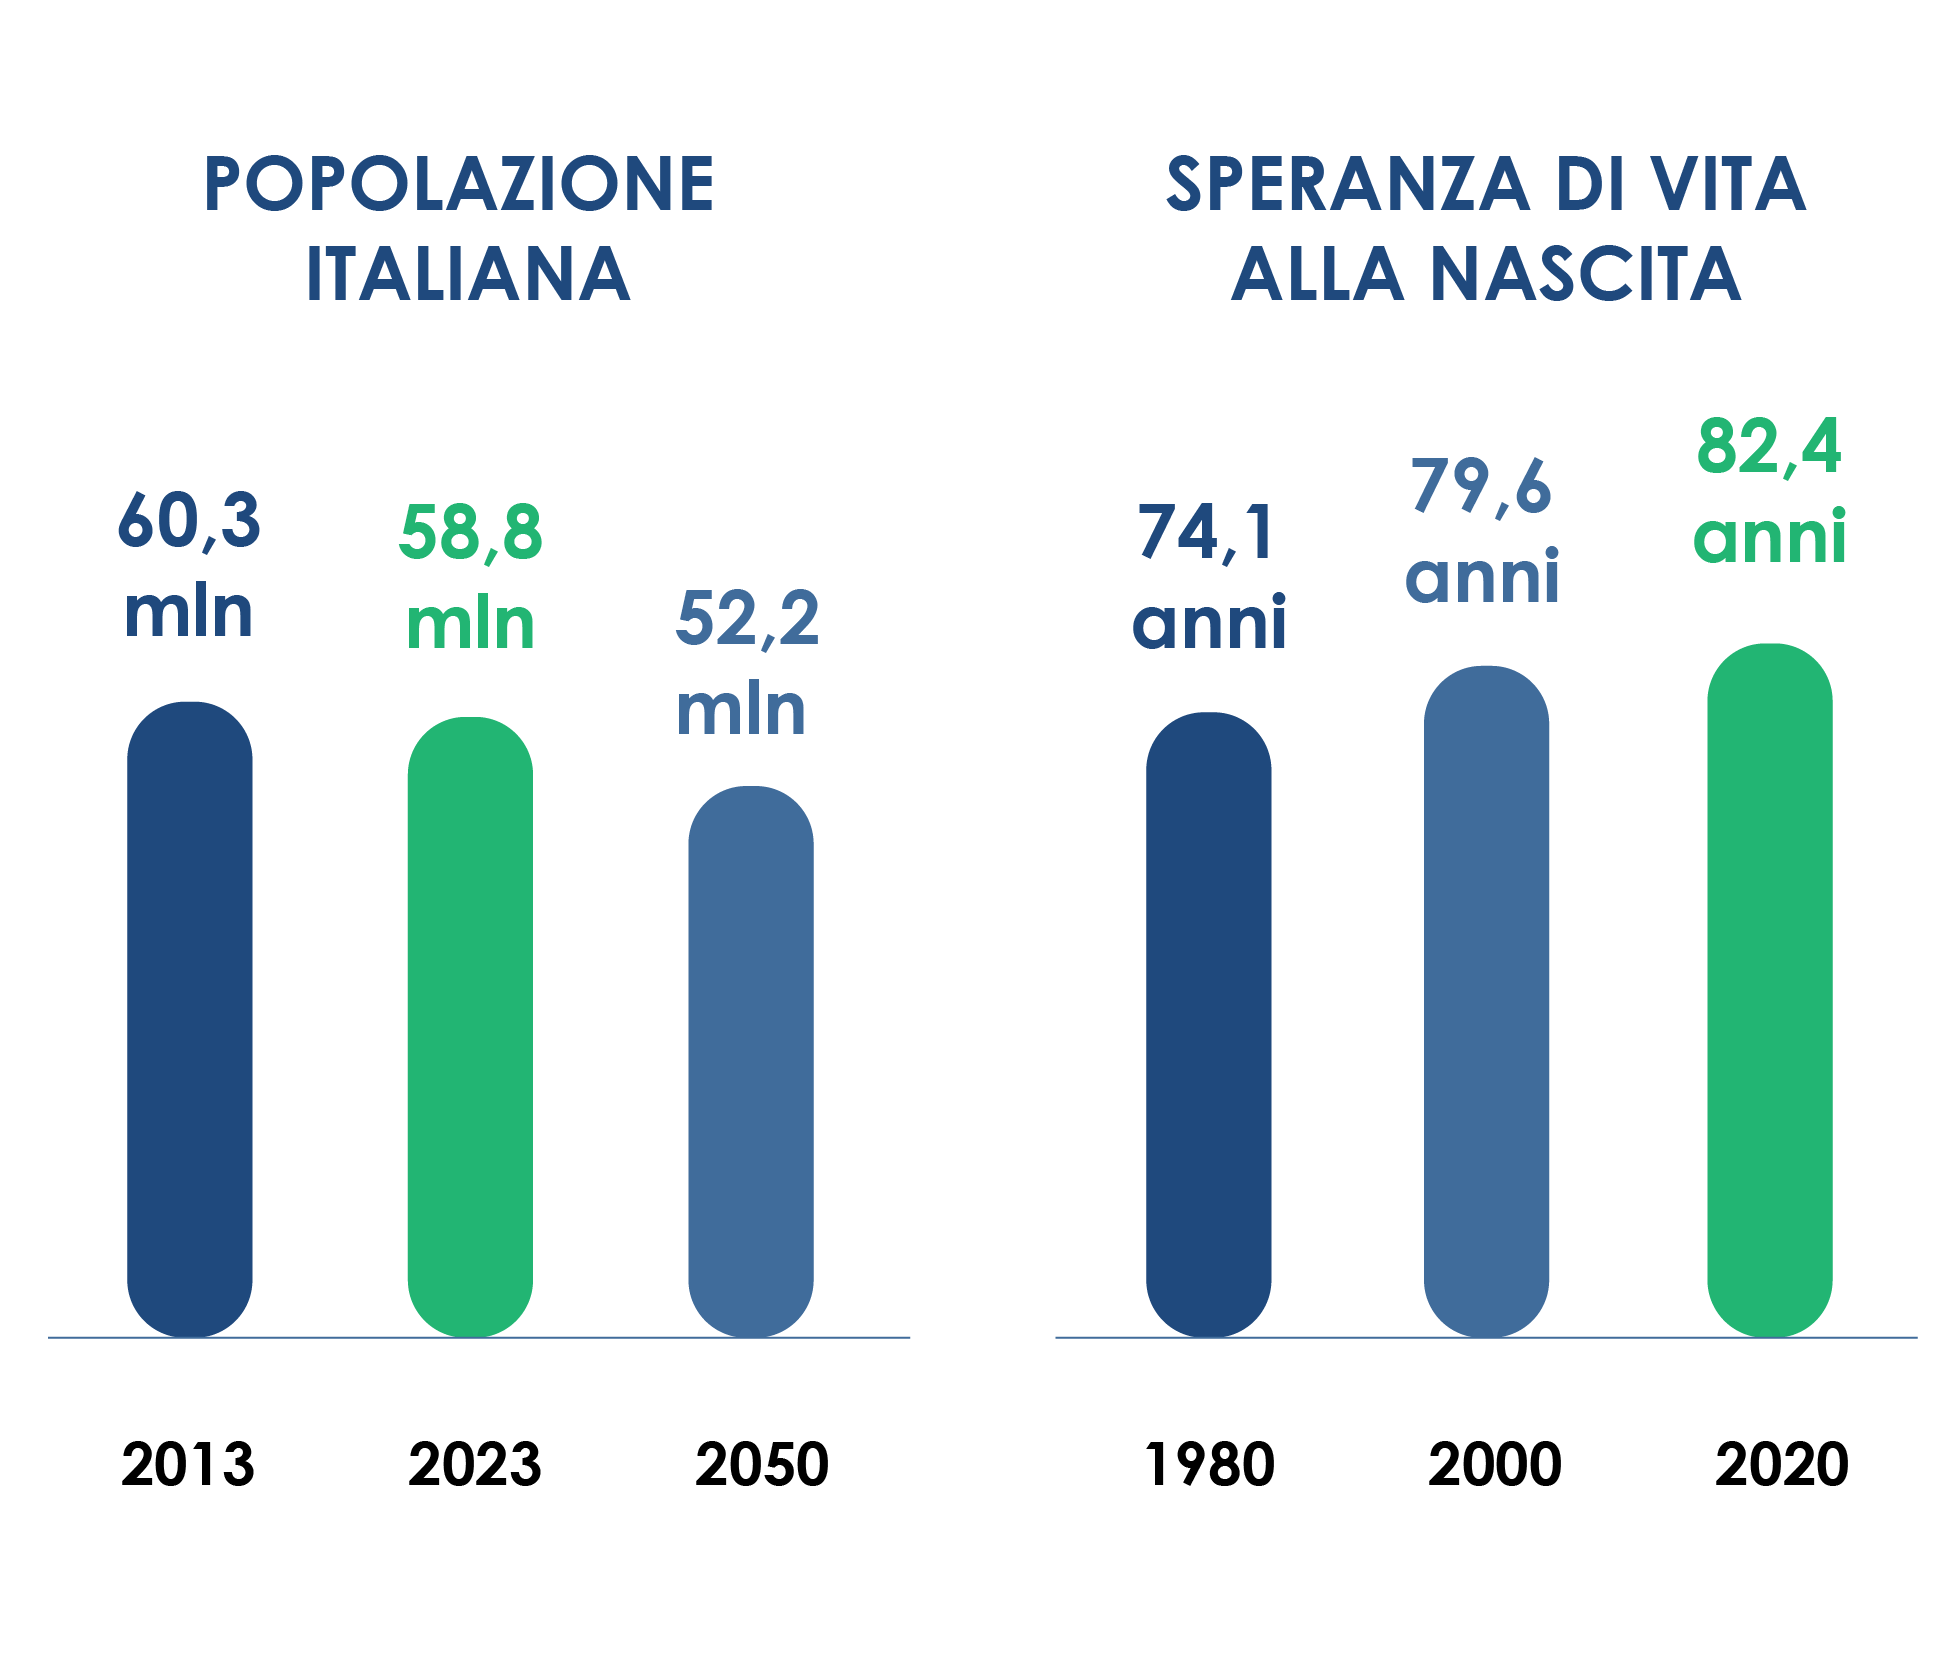 POPOLAZIONE
ITALIANA
60,3
mln
58,8
mln
52,2
mln
2013
2023
2050
SPERANZA DI VITA
ALLA NASCITA
74,1
anni
79,6
anni
82,4
anni
1980
2000
2020